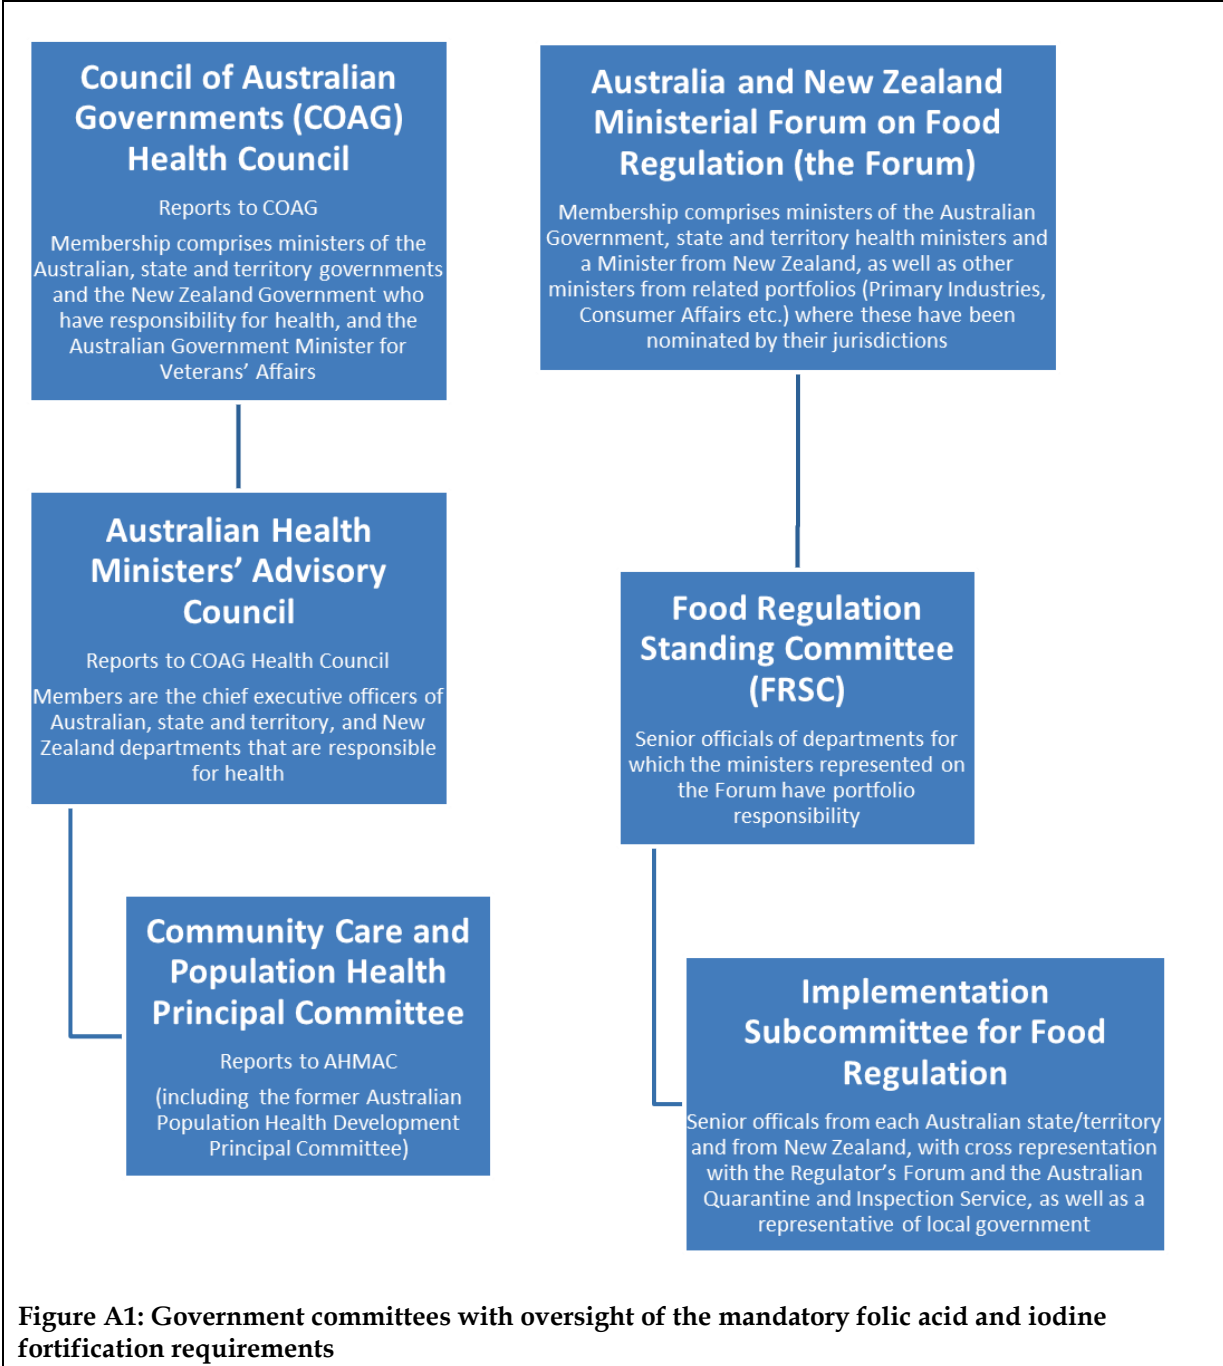 Council of Australian
Governments (COAG)
Health Council
Reports to COAG
Membership comprises ministers of the
Australian, state and territory governments
and the New Zealand Government who
have responsibility for health, and the
Australian Government Minister for
Veterans’ Affairs
Australian Health
Ministers’ Advisory
Council
Reports to COAG Health Council
Members are the chief executive officers of
Australian, state and territory, and New
Zealand departments that are responsible
for health
Community Care and
Population Health
Principal Committee
Reports to AHMAC
(including the former Australian
Population Health Development
Principal Committee)
Australia and New Zealand
Ministerial Forum on Food
Regulation (the Forum)
Membership comprises ministers of the Australian
Government, state and territory health ministers and
a Minister from New Zealand, as well as other
ministers from related portfolios (Primary Industries,
Consumer Affairs etc.) where these have been
nominated by their jurisdictions
Food Regulation
Standing Committee
(FRSC)
Senior officials of departments for
which the ministers represented on
the Forum have portfolio
responsibility
Implementation
Subcommittee for Food
Regulation
Senior officals from each Australian state/territory
and from New Zealand, with cross representation
with the Regulator’s Forum and the Australian
Quarantine and Inspection Service, as well as a
representative of local government
Figure A1: Government committees with oversight of the mandatory folic acid and iodine
fortification requirements